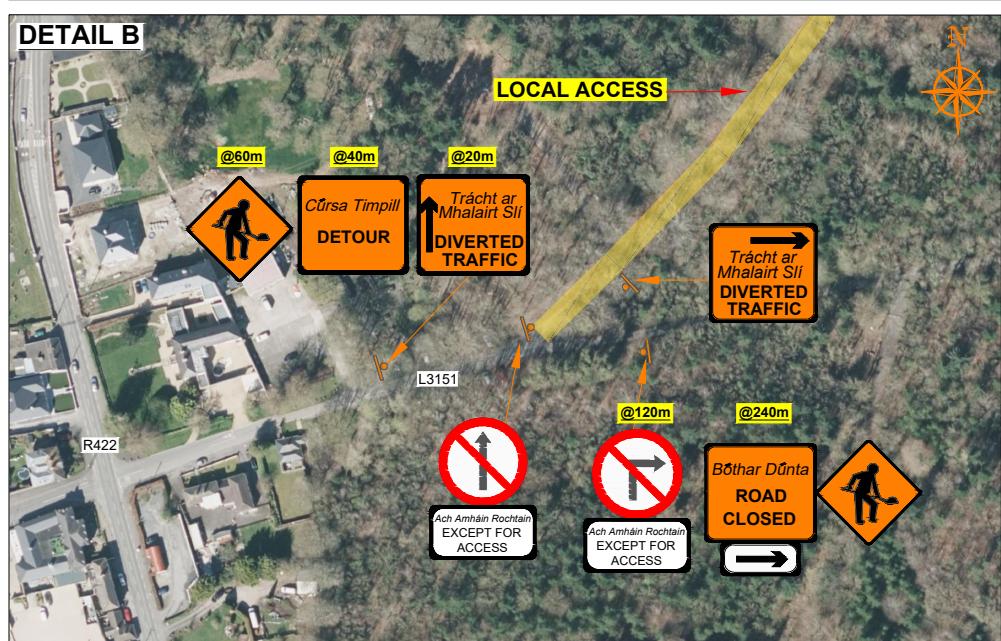 DETAIL B
N
LOCAL ACCESS
@60m
@40m
@20m
Cúrsa Timpill
DETOUR
Trácht ar
Mhalairt Slí
DIVERTED
TRAFFIC
Trácht ar
Mhalairt Slí
DIVERTED
TRAFFIC
L3151
R422
@120m
@240m
Ach Amháin Rochtain
EXCEPT FOR
ACCESS
Ach Amháin Rochtain
EXCEPT FOR
ACCESS
Bóthar Dúnta
ROAD
CLOSED